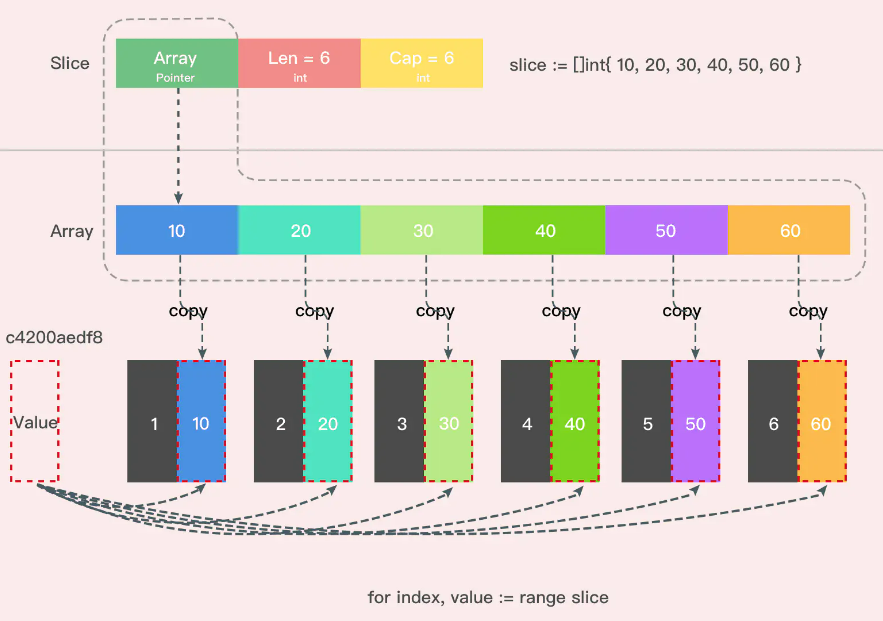 Slice
Array
Pointer
Len = 6
int
Cap = 6
int
slice := []int{ 10, 20, 30, 40, 50, 60 }
Array
10
20
30
40
50
60
copy
copy
copy
copy
copy
copy
c4200aedf8
Value
1
10
2
20
3
30
4
40
5
50
6
60
for index, value := range slice